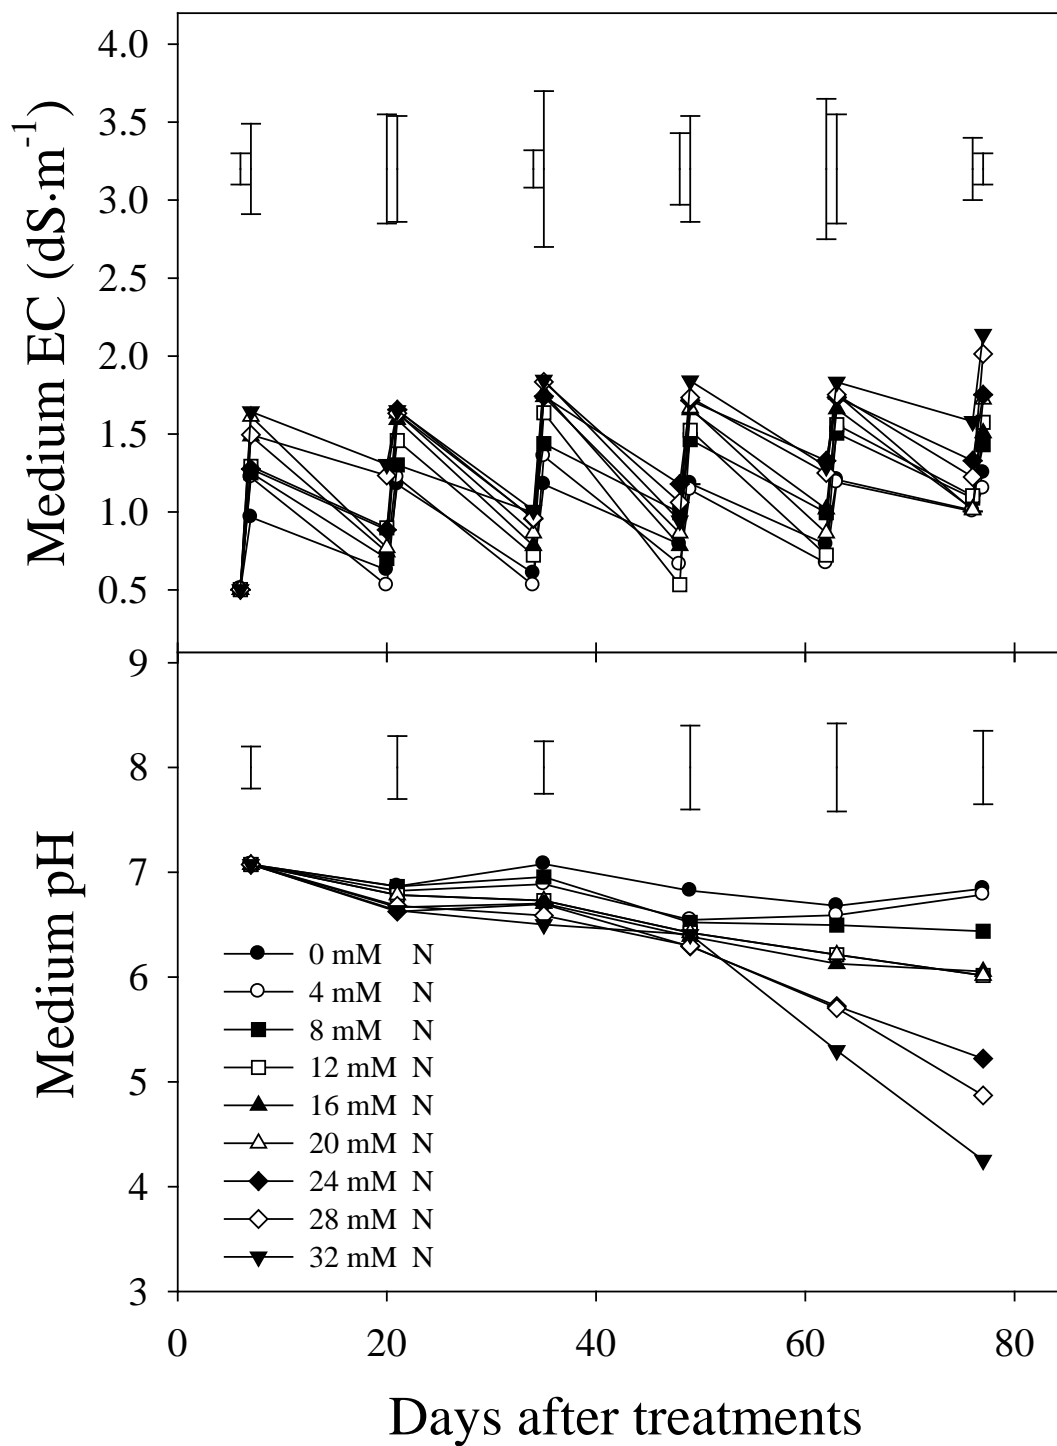 Medium EC (dS·m-1)
4.0
3.5
3.0
2.5
2.0
1.5
1.0
0.5
Medium pH
9
8
7
6
5
4
3
0 mM N
4 mM N
8 mM N
12 mM N
16 mM N
20 mM N
24 mM N
28 mM N
32 mM N
0 20 40 60 80
Days after treatments